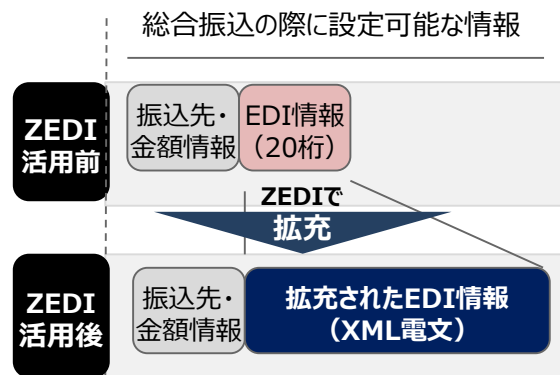 総合振込の際に設定可能な情報
ZEDI
活用前
振込先・
金額情報
EDI情報
（20桁）
ZEDIで
拡充
ZEDI
活用後
振込先・
金額情報
拡充されたEDI情報
（XML電文）